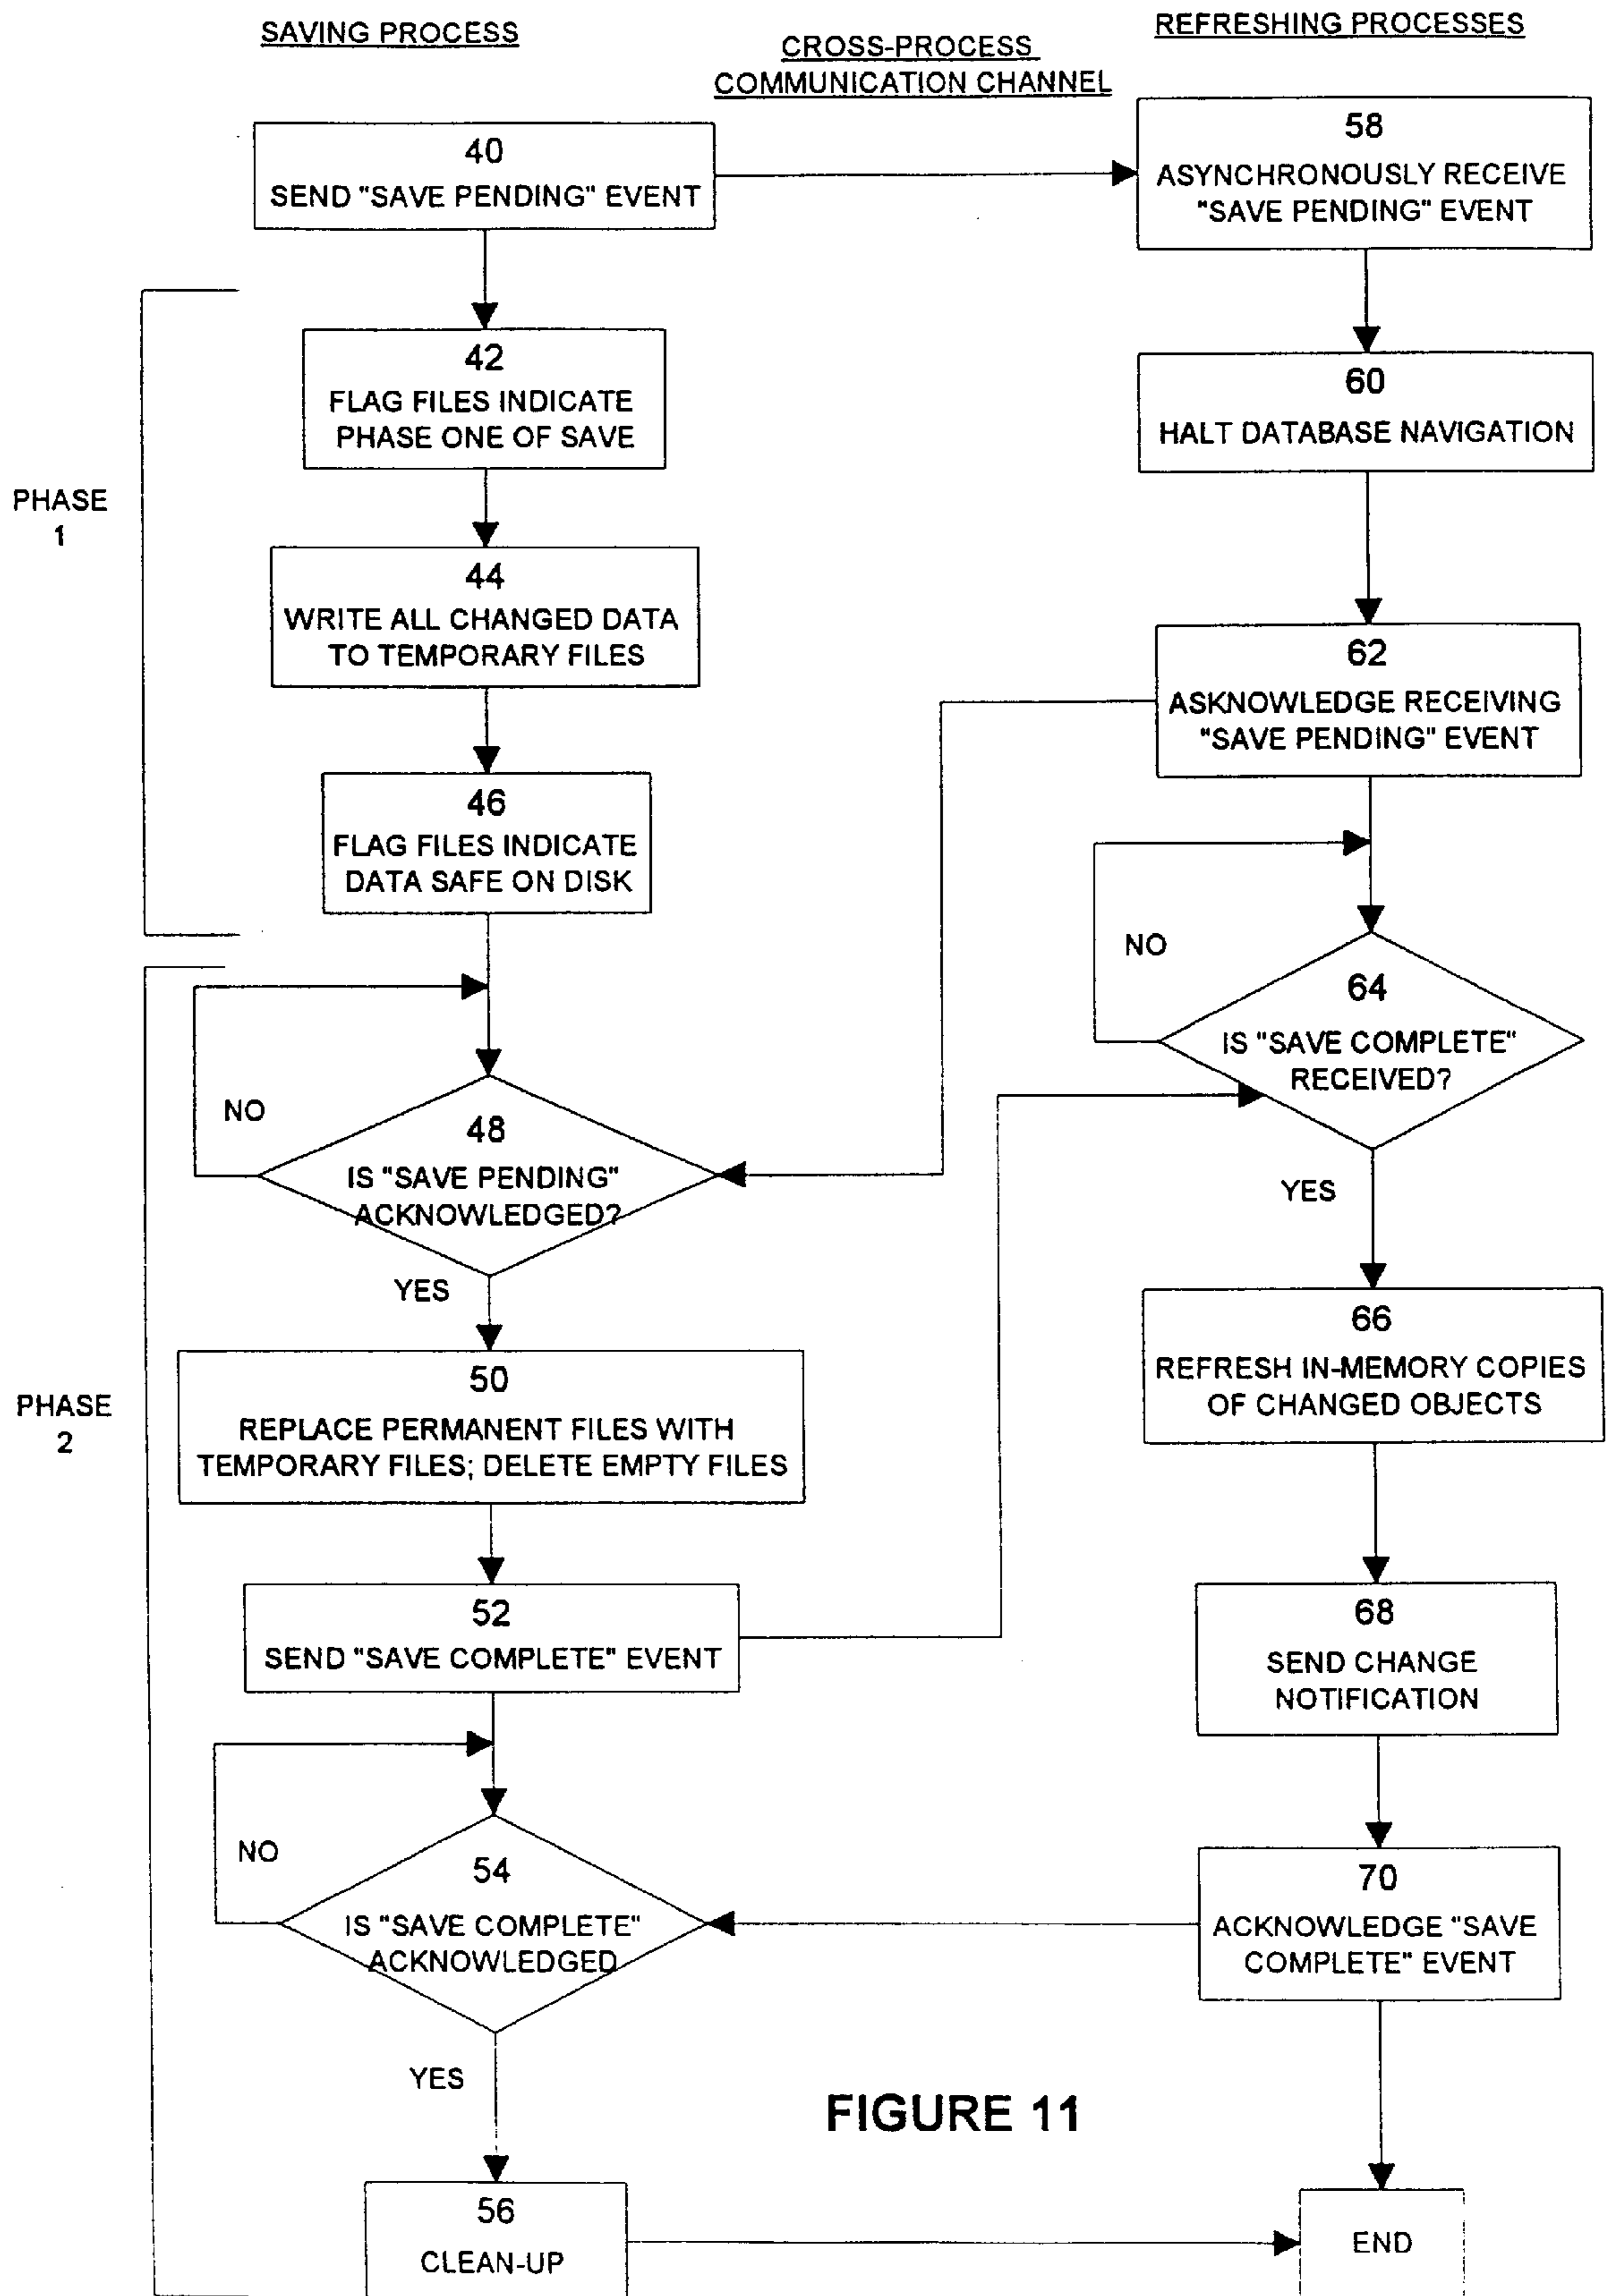 SAVING PROCESS
CROSS-PROCESS
COMMUNICATION CHANNEL
REFRESHING PROCESSES
40
SEND "SAVE PENDING" EVENT
58
ASYNCHRONOUSLY RECEIVE
"SAVE PENDING" EVENT
PHASE
1
42
FLAG FILES INDICATE
PHASE ONE OF SAVE
60
HALT DATABASE NAVIGATION
44
WRITE ALL CHANGED DATA
TO TEMPORARY FILES
62
ASKNOWLEDGE RECEIVING
"SAVE PENDING" EVENT
46
FLAG FILES INDICATE
DATA SAFE ON DISK
NO
64
IS "SAVE COMPLETE"
RECEIVED?
YES
PHASE
2
NO
48
IS "SAVE PENDING"
ACKNOWLEDGED?
YES
50
REPLACE PERMANENT FILES WITH
TEMPORARY FILES; DELETE EMPTY FILES
66
REFRESH IN-MEMORY COPIES
OF CHANGED OBJECTS
52
SEND "SAVE COMPLETE" EVENT
68
SEND CHANGE
NOTIFICATION
NO
54
IS "SAVE COMPLETE"
ACKNOWLEDGED
YES
70
ACKNOWLEDGE "SAVE
COMPLETE" EVENT
FIGURE 11
56
CLEAN-UP
END